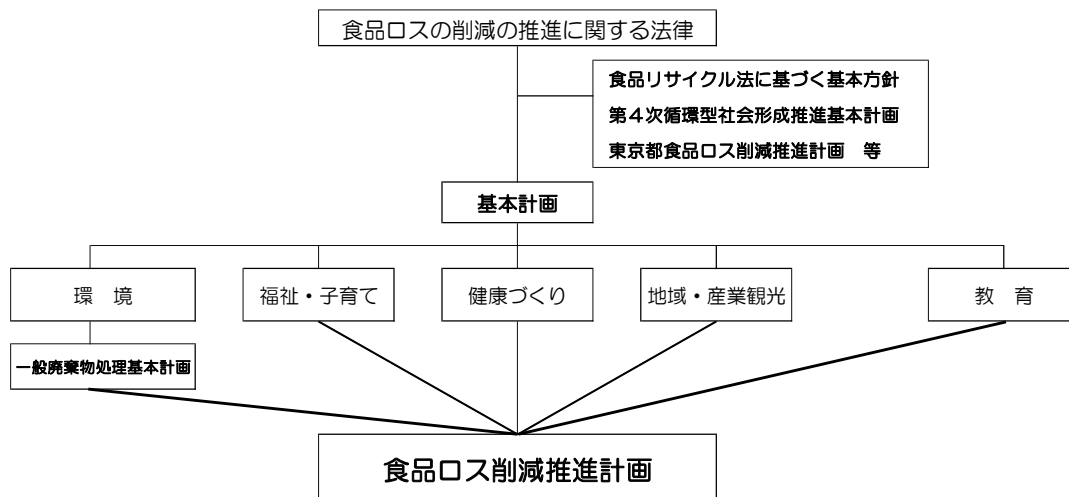 食品ロスの削減の推進に関する法律
食品リサイクル法に基づく基本方針
第４次循環型社会形成推進基本計画
東京都食品ロス削減推進計画　等
基本計画
環　境
福祉・子育て
健康づくり
地域・産業観光
教　育
一般廃棄物処理基本計画
食品ロス削減推進計画